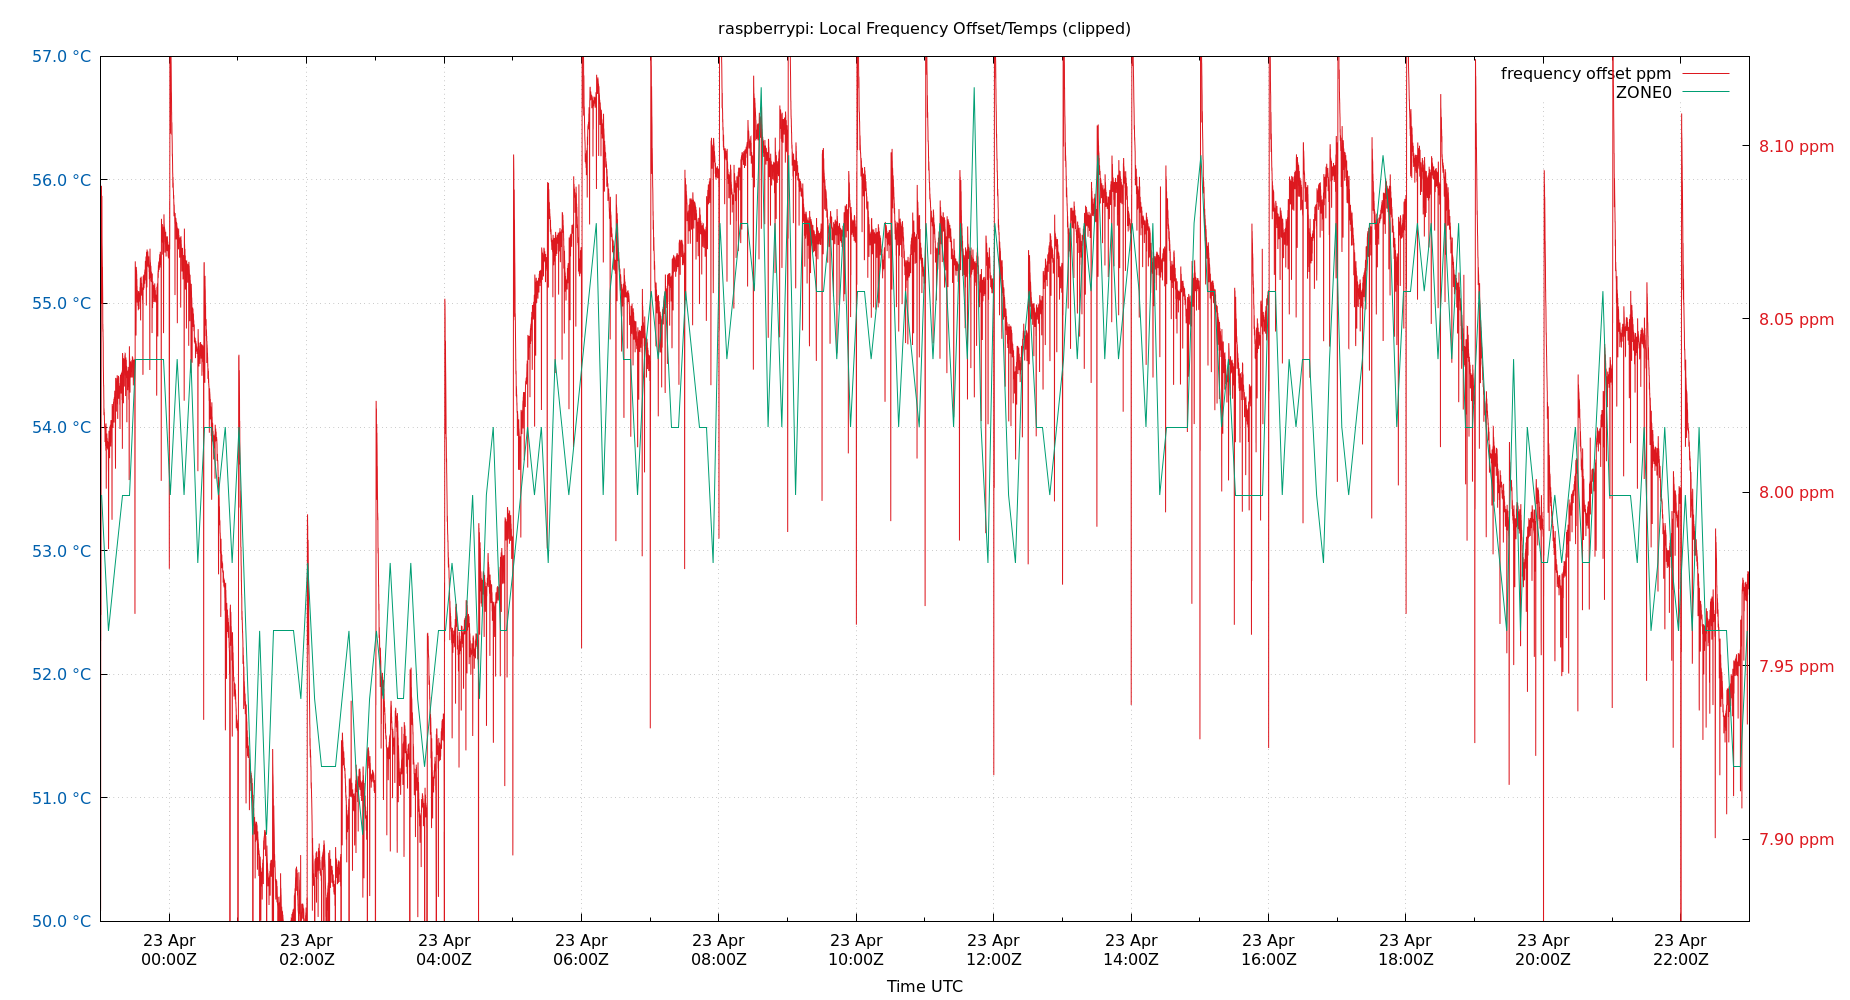 raspberrypi: Local Frequency Offset/Temps (clipped)
57.0 °C
56.0 °C
55.0 °C
54.0 °C
53.0 °C
52.0 °C
51.0 °C
50.0 °C
frequency offset ppm
ZONE0
8.10 ppm
8.05 ppm
8.00 ppm
7.95 ppm
7.90 ppm
23 Apr
00:00Z
23 Apr
02:00Z
23 Apr
04:00Z
23 Apr
06:00Z
23 Apr
08:00Z
23 Apr
10:00Z
23 Apr
12:00Z
23 Apr
14:00Z
23 Apr
16:00Z
23 Apr
18:00Z
23 Apr
20:00Z
23 Apr
22:00Z
Time UTC